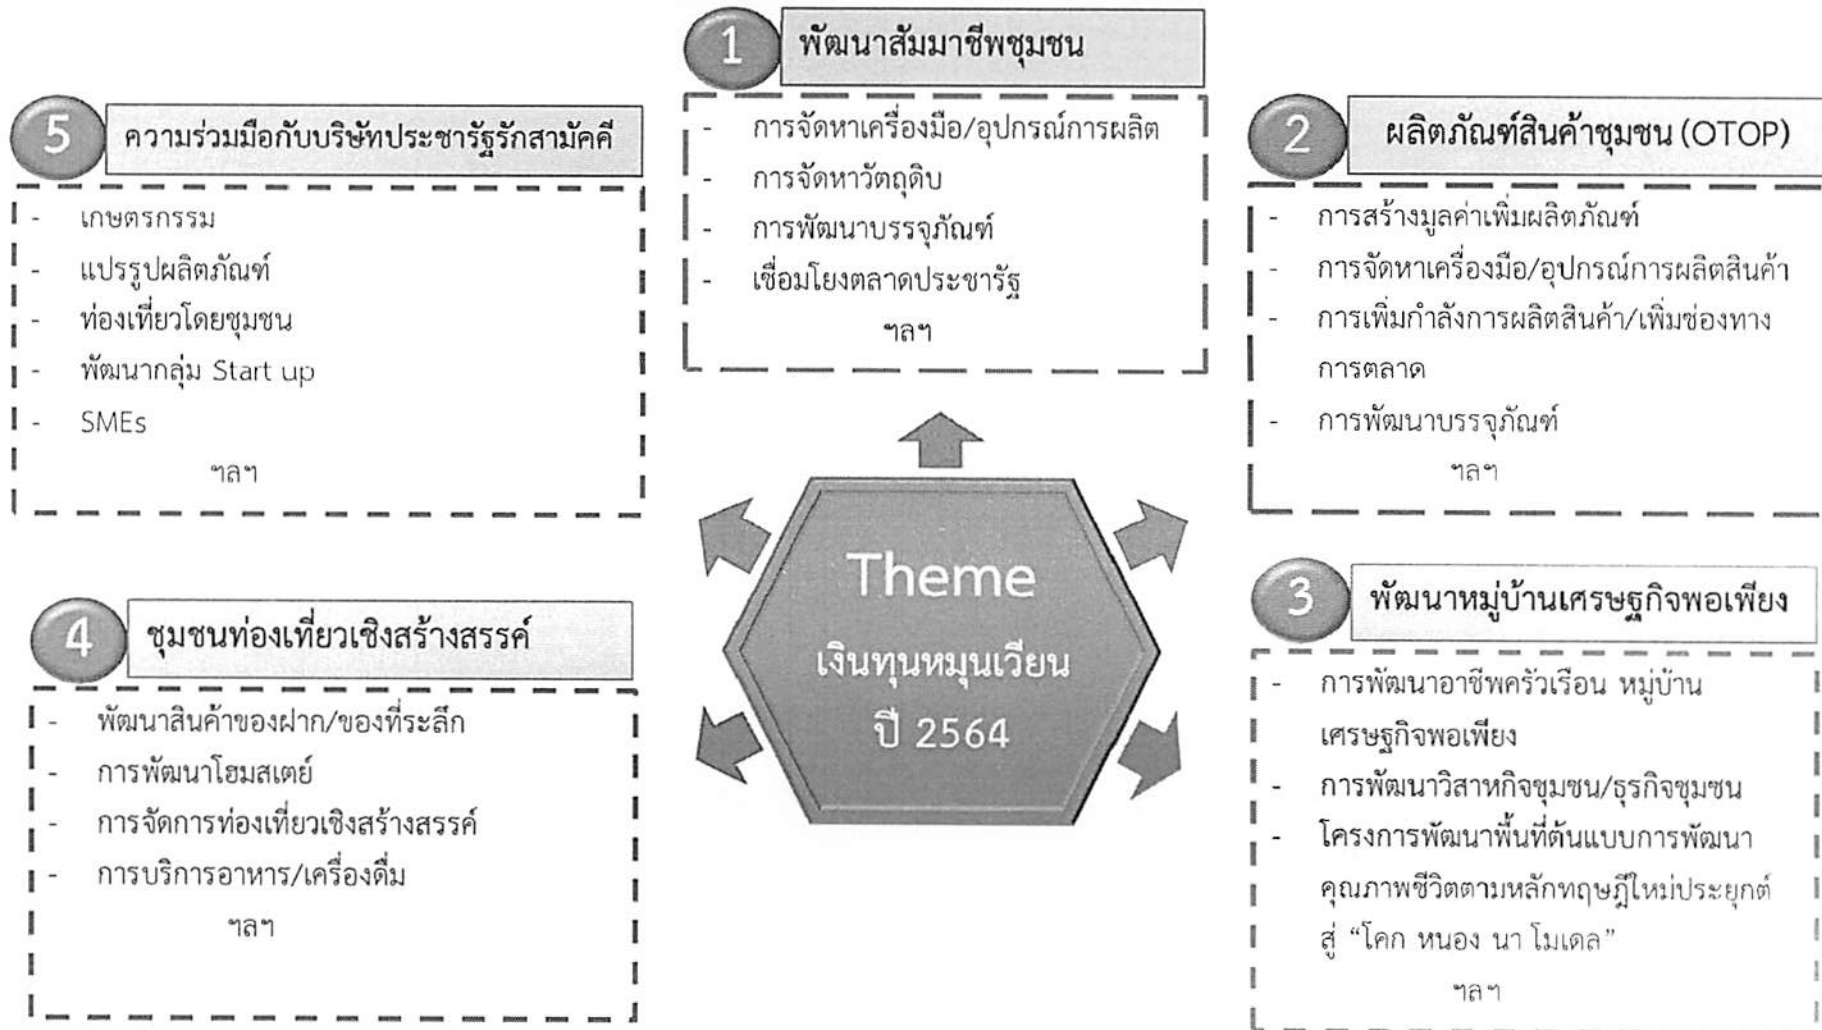 1 พัฒนาสัมมาชีพชุมชน
- การจัดหาเครื่องมือ/อุปกรณ์การผลิต
- การจัดหาวัตถุดิบ
- การพัฒนาบรรจุภัณฑ์
- เชื่อมโยงตลาดประชารัฐ
ฯลฯ
2 ผลิตภัณฑ์สินค้าชุมชน (OTOP)
- การสร้างมูลค่าเพิ่มผลิตภัณฑ์
- การจัดหาเครื่องมือ/อุปกรณ์การผลิตสินค้า
- การเพิ่มกำลังการผลิตสินค้า/เพิ่มช่องทาง
การตลาด
- การพัฒนาบรรจุภัณฑ์
ฯลฯ
3 พัฒนาหมู่บ้านเศรษฐกิจพอเพียง
- การพัฒนาอาชีพครัวเรือน หมู่บ้าน
เศรษฐกิจพอเพียง
- การพัฒนาวิสาหกิจชุมชน/ธุรกิจชุมชน
- โครงการพัฒนาพื้นที่ต้นแบบการพัฒนา
คุณภาพชีวิตตามหลักทฤษฎีใหม่ประยุกต์
สู่ “โคก หนอง นา โมเดล”
ฯลฯ
4 ชุมชนท่องเที่ยวเชิงสร้างสรรค์
- พัฒนาสินค้าของฝาก/ของที่ระลึก
- การพัฒนาโฮมสเตย์
- การจัดการท่องเที่ยวเชิงสร้างสรรค์
- การบริการอาหาร/เครื่องดื่ม
ฯลฯ
5 ความร่วมมือกับบริษัทประชารัฐรักสามัคคี
- เกษตรกรรม
- แปรรูปผลิตภัณฑ์
- ท่องเที่ยวโดยชุมชน
- พัฒนากลุ่ม Start up
- SMEs
ฯลฯ
Theme
เงินทุนหมุนเวียน
ปี 2564